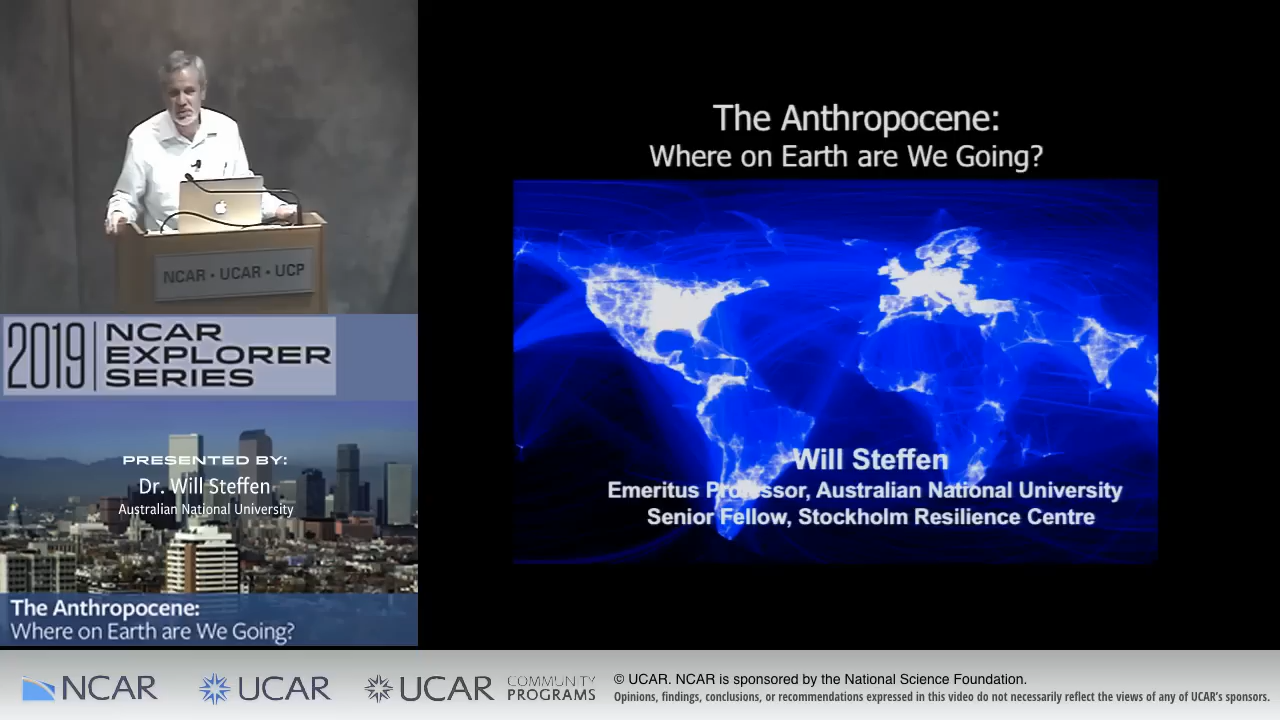 NCAR • UCAR • UCP
2019
NCAR
EXPLORER
SERIES
PRESENTED BY:
Dr. Will Steffen
Australian National University
The Anthropocene:
Where on Earth are We Going?
The Anthropocene:
Where on Earth are We Going?
Will Steffen
Emeritus Professor, Australian National University
Senior Fellow, Stockholm Resilience Centre
NCAR
UCAR
UCAR
COMMUNITY
PROGRAMS
© UCAR. NCAR is sponsored by the National Science Foundation.
Opinions, findings, conclusions, or recommendations expressed in this video do not necessarily reflect the views of any of UCAR's sponsors.